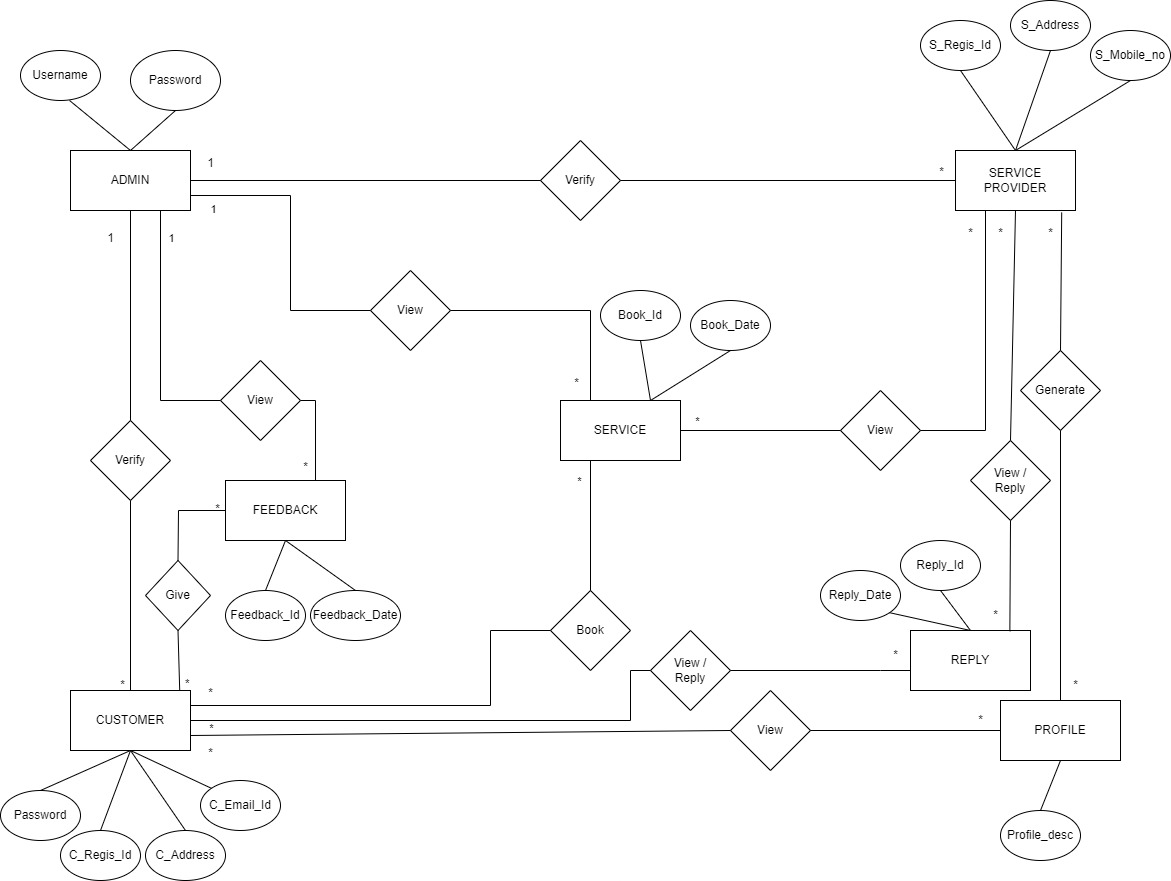 S_Address
S_Regis_Id
S_Mobile_no
Username
Password
1
*
ADMIN
Verify
SERVICE
PROVIDER
1
1
1
*
*
*
View
Book_Id
Book_Date
*
Generate
View
*
SERVICE
*
View
Verify
*
*
View /
Reply
*
FEEDBACK
Reply_Id
Give
Reply_Date
Feedback_Id
Feedback_Date
*
Book
*
REPLY
View /
Reply
*
*
*
*
*
CUSTOMER
*
*
View
PROFILE
*
C_Email_Id
Password
Profile_desc
C_Regis_Id
C_Address